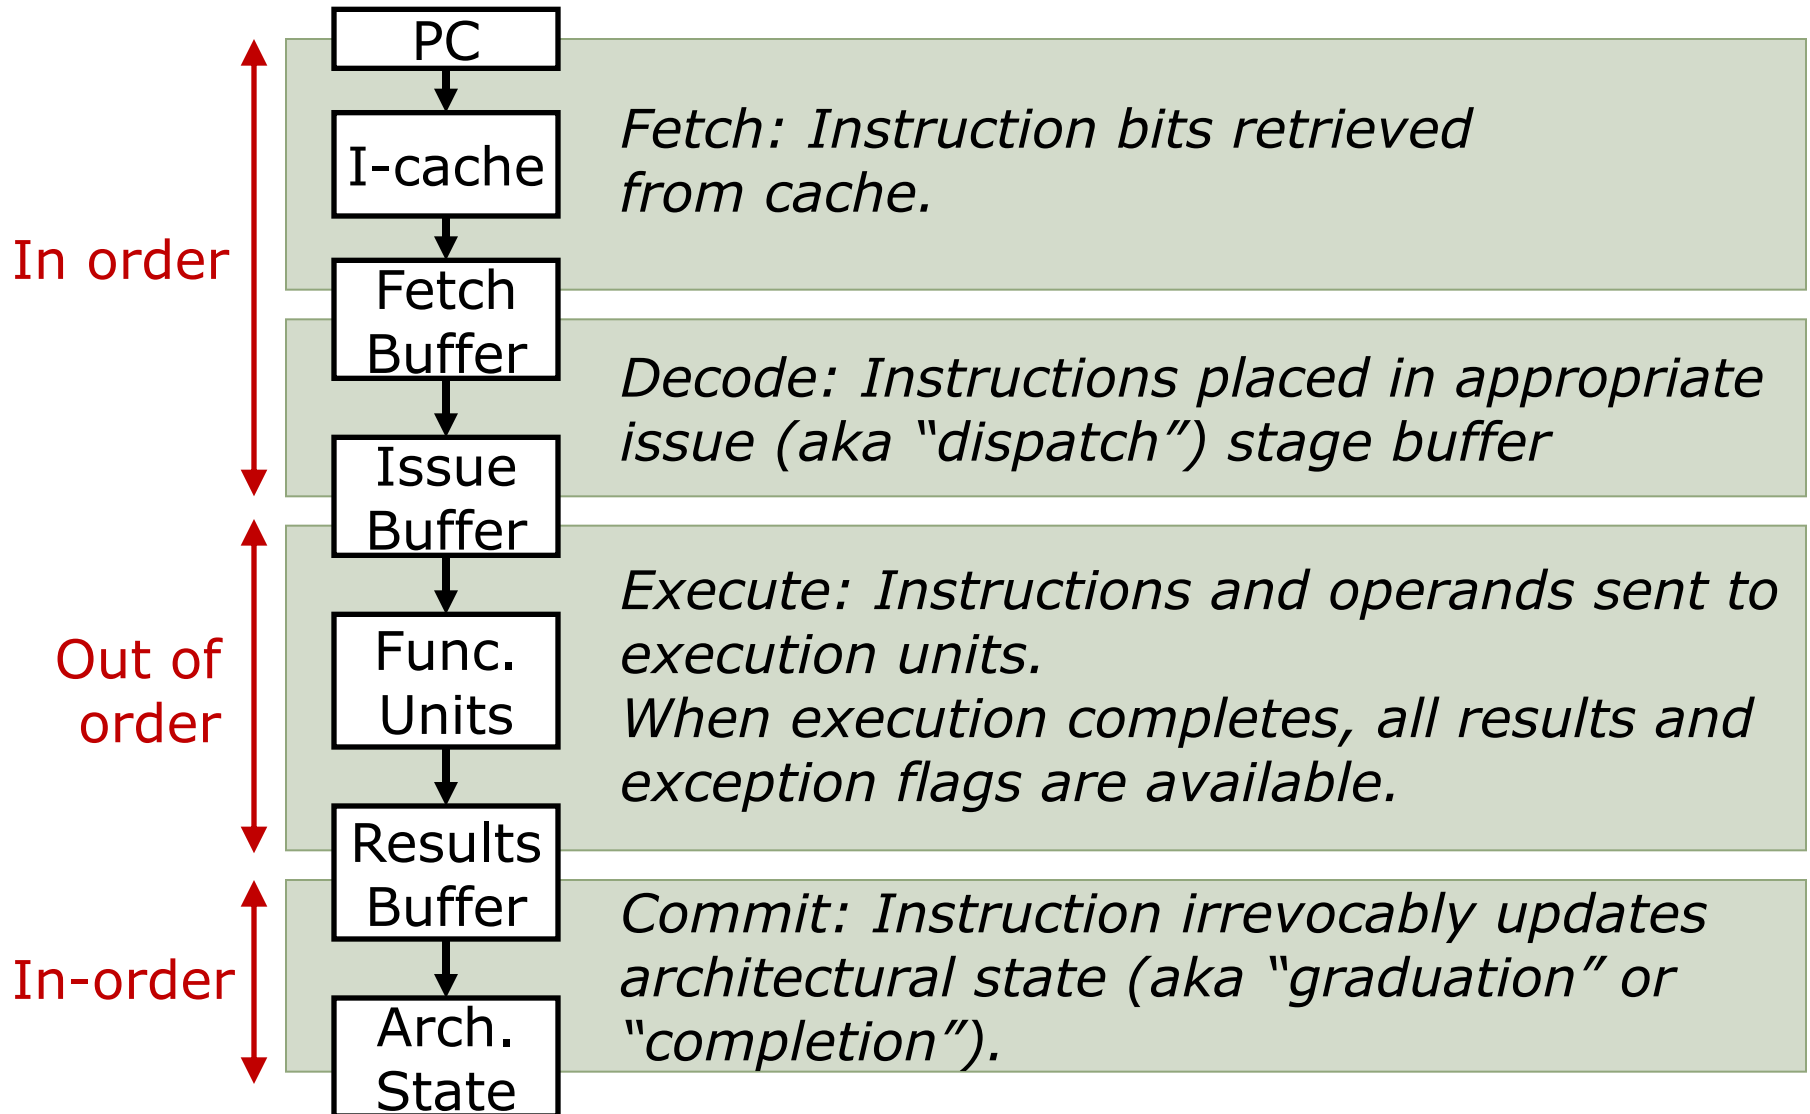 PC
I-cache
Fetch: Instruction bits retrieved
from cache.
In order
Fetch
Buffer
Decode: Instructions placed in appropriate
issue (aka “dispatch”) stage buffer
Issue
Buffer
Execute: Instructions and operands sent to
execution units.
When execution completes, all results and
exception flags are available.
Out of
order
Func.
Units
Results
Buffer
Commit: Instruction irrevocably updates
architectural state (aka “graduation” or
“completion”).
In-order
Arch.
State